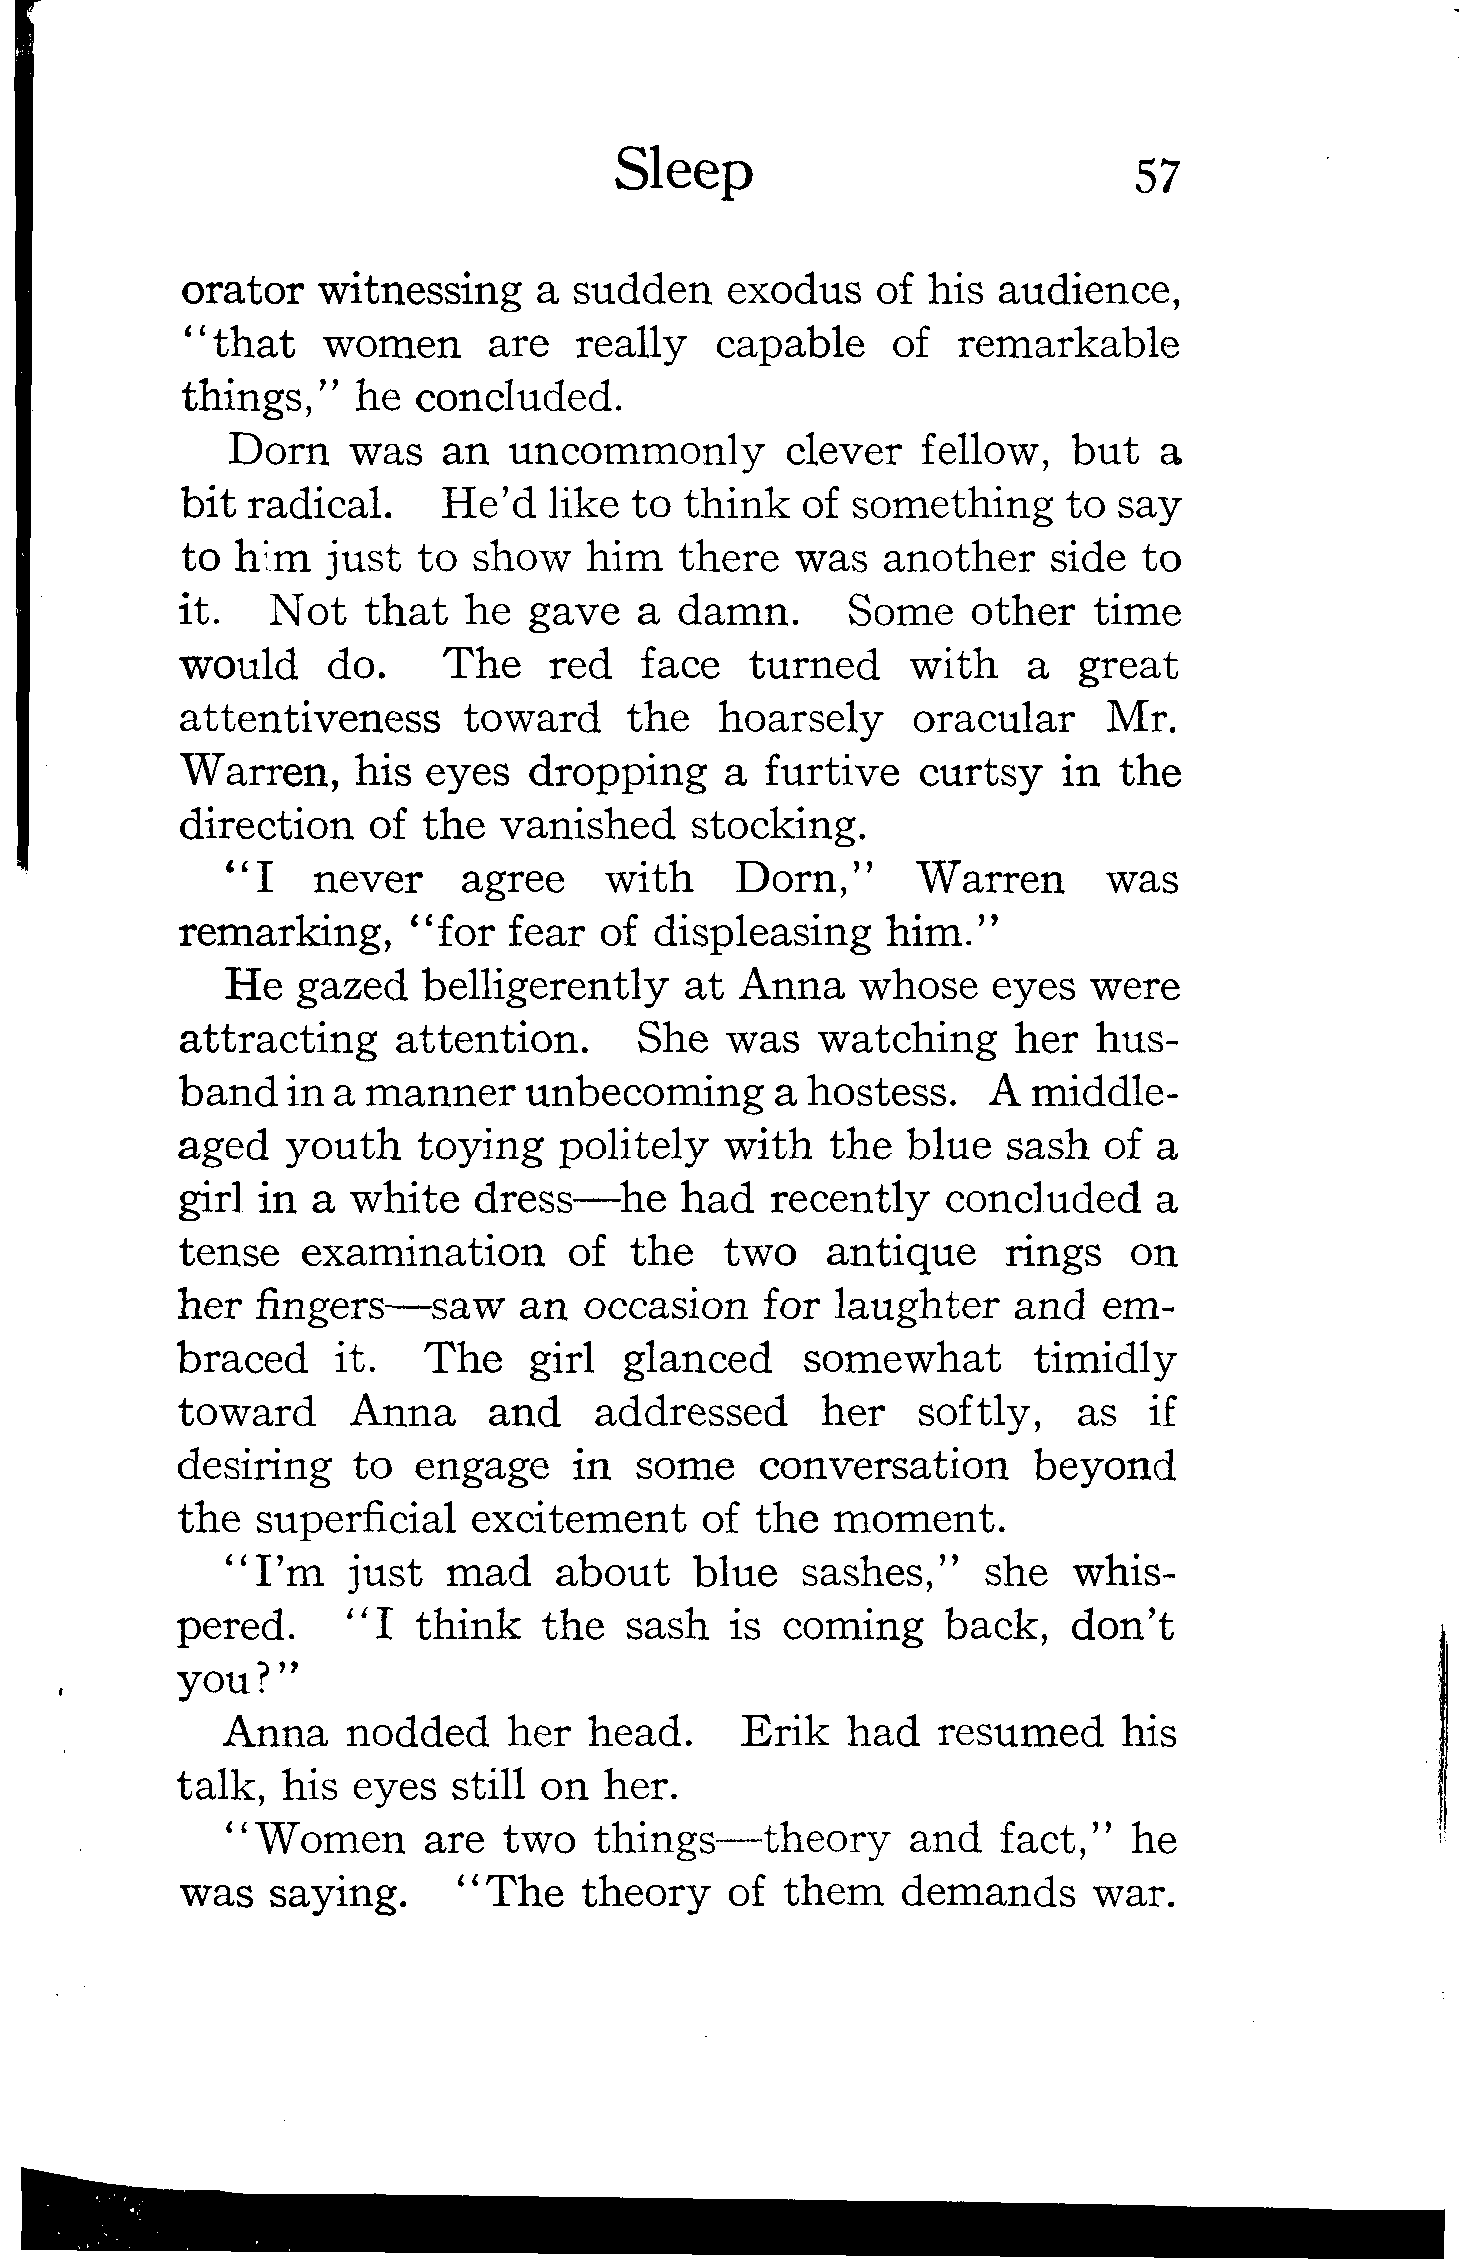 Sleep 57
orator witnessing a sudden exodus of his audience,
“that women are really capable of remarkable
things,” he concluded.
Dorn was an uncommonly clever fellow, but a
bit radical. He’d like to think of something to say
to him just to show him there was another side to
it. Not that he gave a damn. Some other time
would do. The red face turned with a great
attentiveness toward the hoarsely oracular Mr.
Warren, his eyes dropping a furtive curtsy in the
direction of the vanished stocking.
“I never agree with Dorn,” Warren was
remarking, “for fear of displeasing him.”
He gazed belligerently at Anna whose eyes were
attracting attention. She was watching her hus-
band in a manner unbecoming a hostess. A middle-
aged youth toying politely with the blue sash of a
girl in a white dress—he had recently concluded a
tense examination of the two antique rings on
her fingers—saw an occasion for laughter and em-
braced it. The girl glanced somewhat timidly
toward Anna and addressed her softly, as if
desiring to engage in some conversation beyond
the superficial excitement of the moment.
“I’m just mad about blue sashes,” she whis-
pered. “I think the sash is coming back, don’t
you?”
Anna nodded her head. Erik had resumed his
talk, his eyes still on her.
“Women are two things—theory and fact,” he
was saying. “The theory of them demands war.